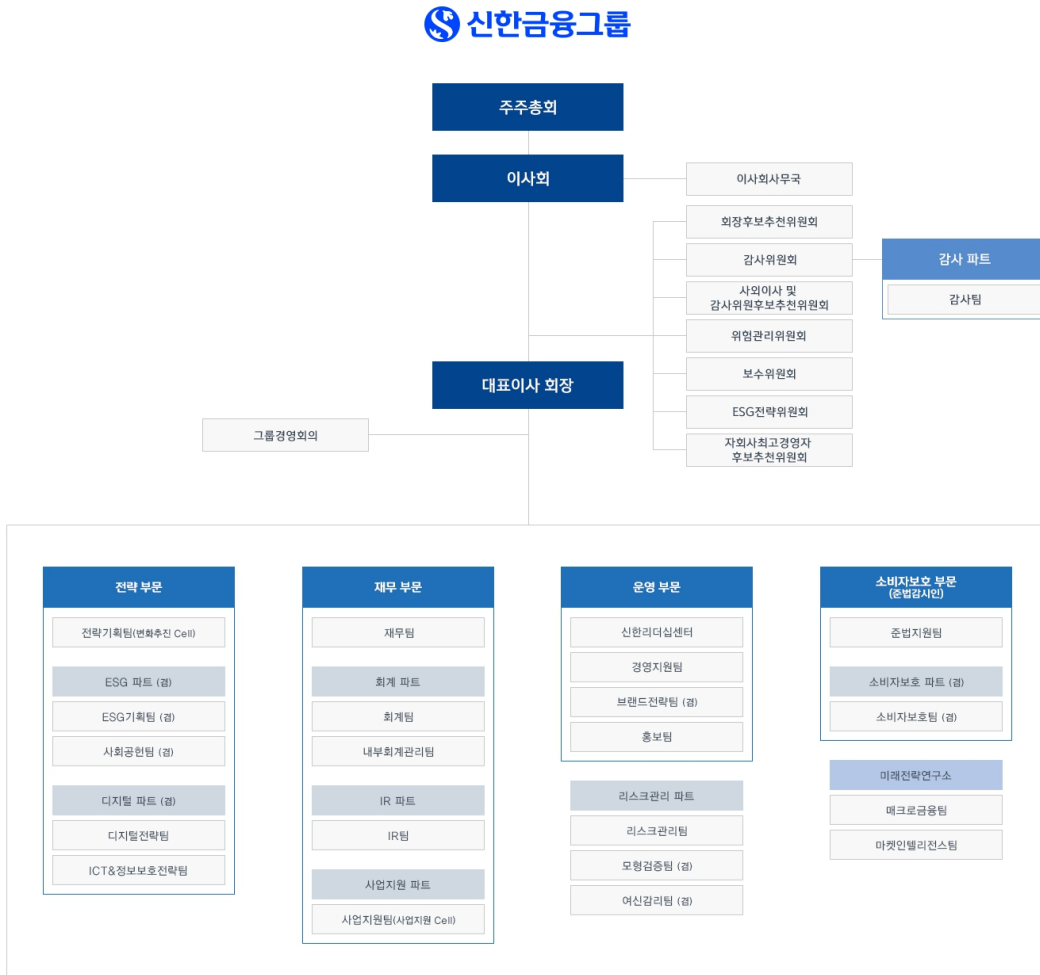 신한금융그룹
주주총회
이사회
이사회사무국
회장후보추천위원회
감사위원회
감사 파트
감사팀
사외이사 및
감사위원후보추천위원회
위험관리위원회
대표이사 회장
보수위원회
ESG전략위원회
그룹경영회의
자회사최고경영자
후보추천위원회
전략 부문
전략기획팀(변화추진 Cell)
ESG 파트 (겸)
ESG기획팀 (겸)
사회공헌팀 (겸)
디지털 파트 (겸)
디지털전략팀
ICT&정보보호전략팀
재무 부문
재무팀
회계 파트
회계팀
내부회계관리팀
IR 파트
IR팀
사업지원 파트
사업지원팀(사업지원 Cell)
운영 부문
신한리더십센터
경영지원팀
브랜드전략팀 (겸)
홍보팀
리스크관리 파트
리스크관리팀
모형검증팀 (겸)
여신감리팀 (겸)
소비자보호 부문
(준법감시인)
준법지원팀
소비자보호 파트 (겸)
소비자보호팀 (겸)
미래전략연구소
매크로금융팀
마켓인텔리전스팀